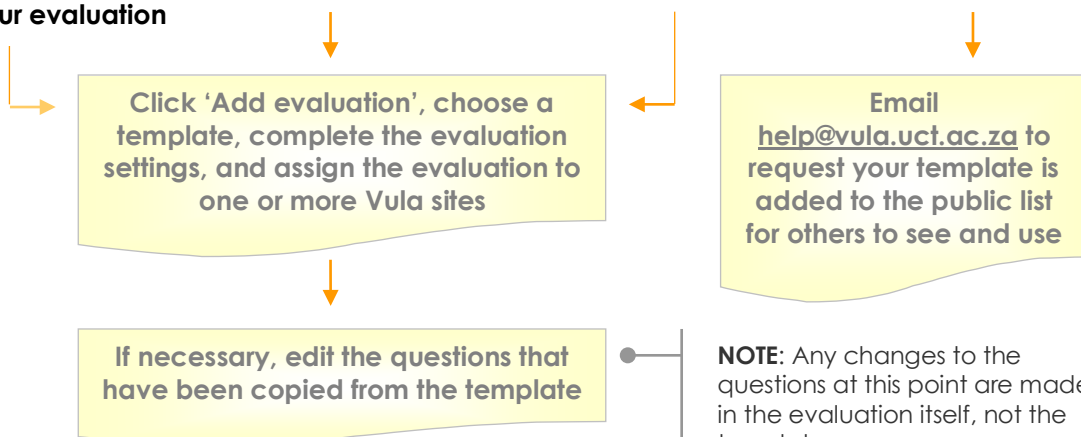 ur evaluation
Click ‘Add evaluation’, choose a
template, complete the evaluation
settings, and assign the evaluation to
one or more Vula sites
Email
help@vula.uct.ac.za to
request your template is
added to the public list
for others to see and use
If necessary, edit the questions that
have been copied from the template
NOTE: Any changes to the
questions at this point are made
in the evaluation itself, not the